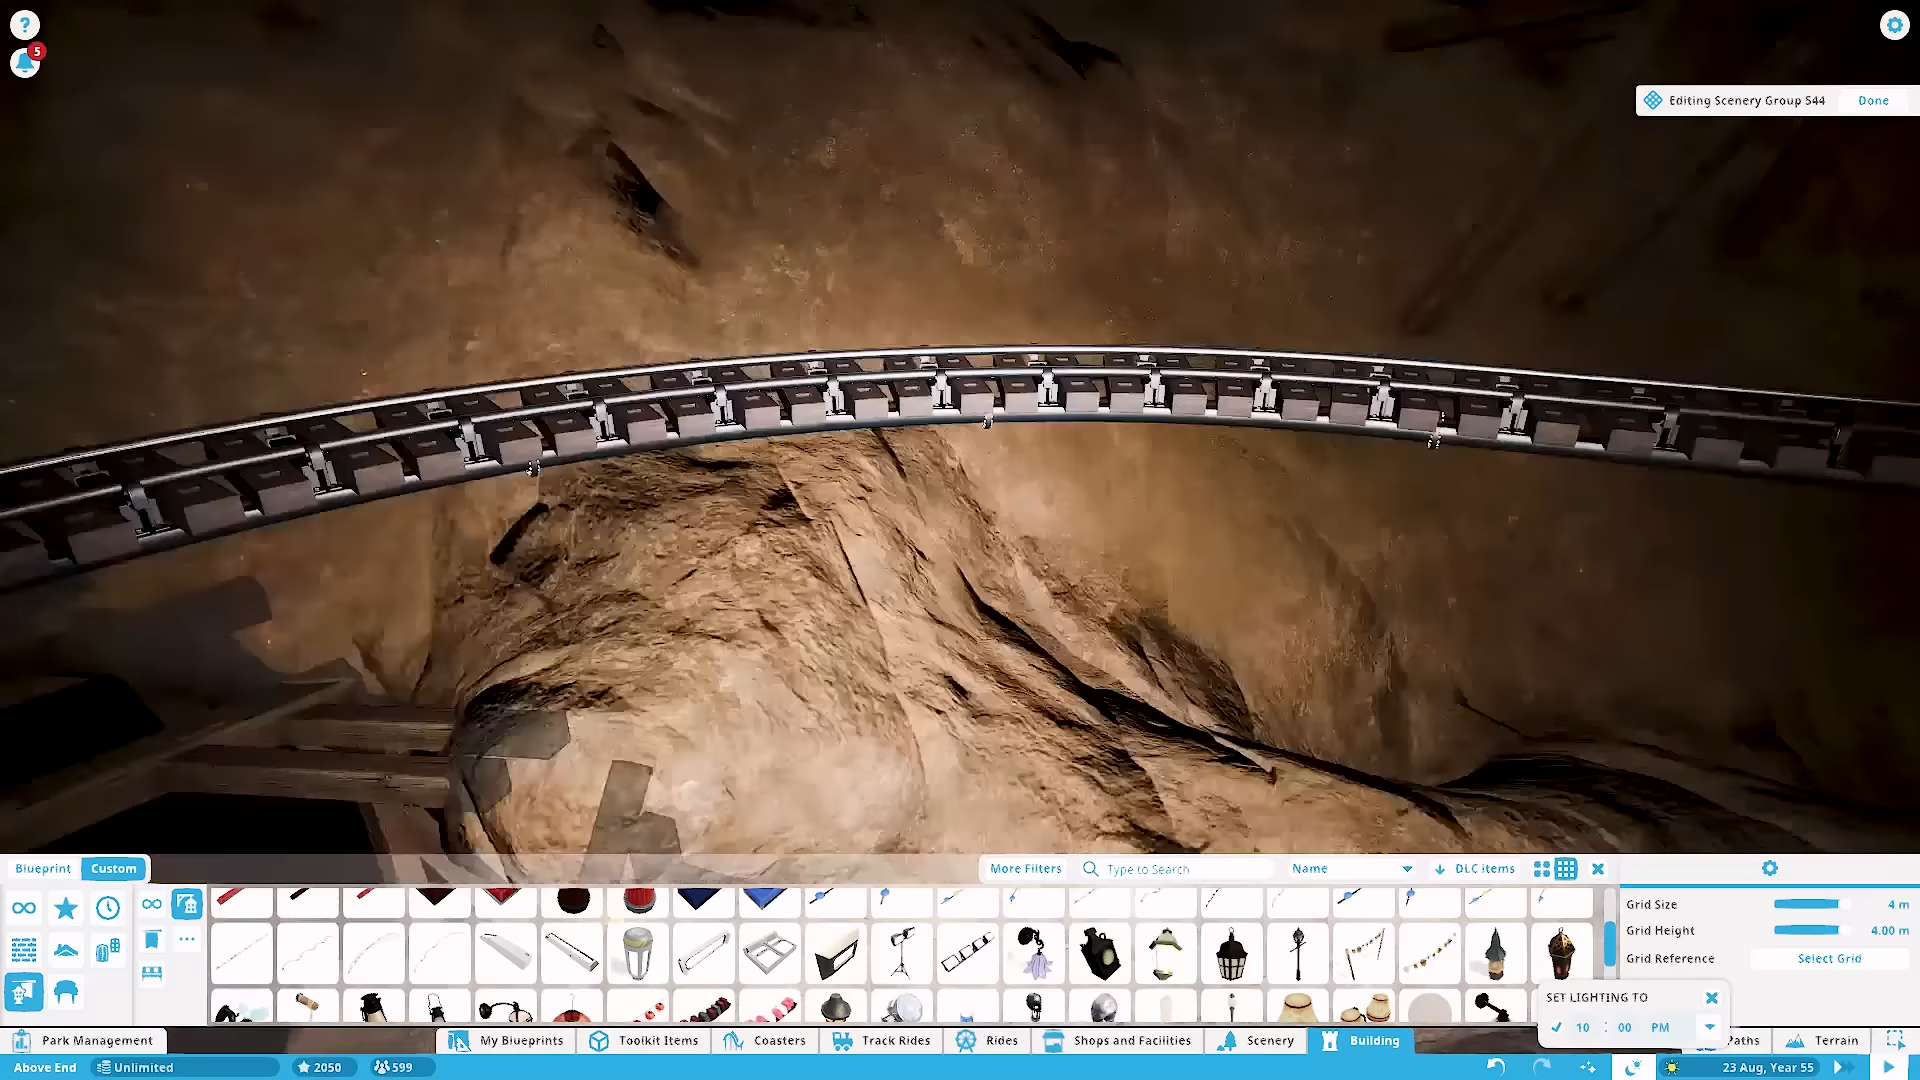 ?
5
Editing Scenery Group 544
Done
Blueprint
Custom
More Filters
Type to Search
Name
DLC items
Grid Size
4 m
Grid Height
4.00 m
Grid Reference
Select Grid
SET LIGHTING TO
10 : 00 PM
Park Management
My Blueprints
Toolkit Items
Coasters
Track Rides
Rides
Shops and Facilities
Scenery
Building
Paths
Terrain
Above End
Unlimited
2050
599
23 Aug, Year 55